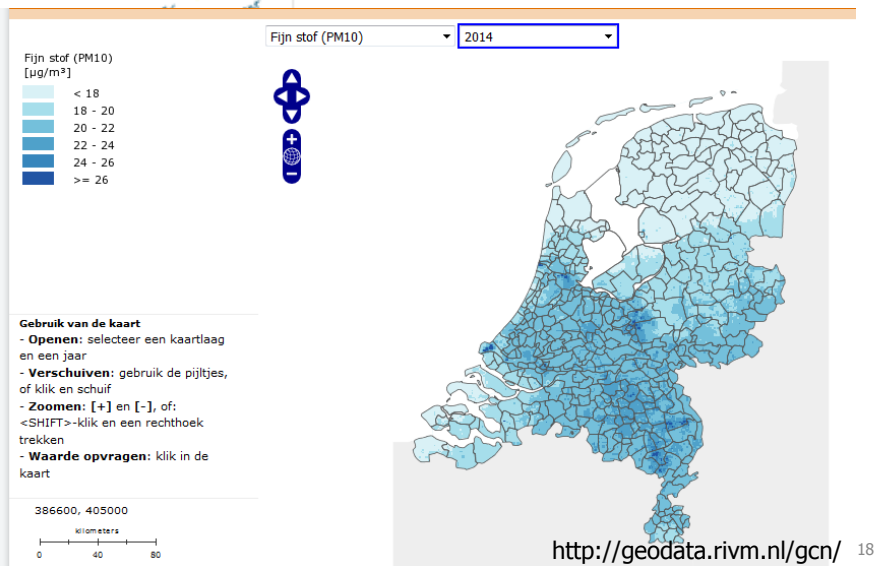 Fijn stof (PM10)
2014
Fijn stof (PM10)
[µg/m³]
< 18
18 - 20
20 - 22
22 - 24
24 - 26
>= 26
Gebruik van de kaart
- Openen: selecteer een kaartlaag
en een jaar
- Verschuiven: gebruik de pijltjes,
of klik en schuif
- Zoomen: [+] en [-], of:
<SHIFT>-klik en een rechthoek
trekken
- Waarde opvragen: klik in de
kaart
386600, 405000
kilometers
0 40 80
http://geodata.rivm.nl/gcn/ 18